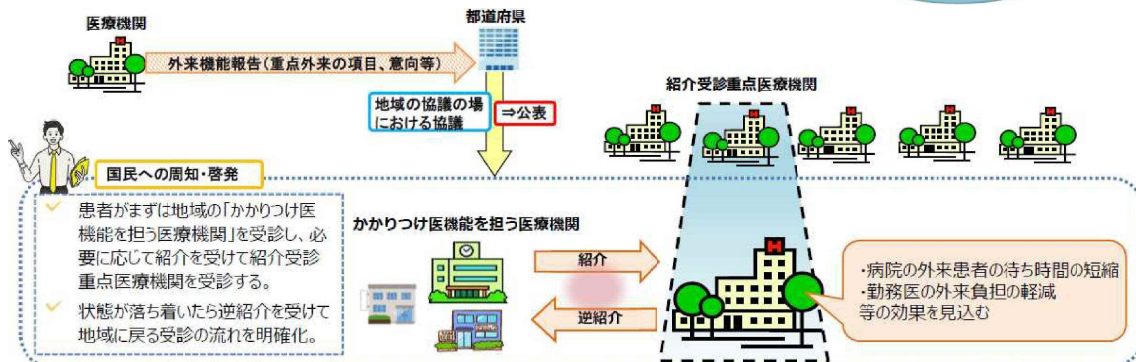 医療機関
都道府県
外来機能報告(重点外来の項目、意向等)
地域の協議の場
における協議
⇒公表
紹介受診重点医療機関
国民への周知・啓発
患者がまずは地域の「かかりつけ医
機能を担う医療機関」を受診し、必
要に応じて紹介を受けて紹介受診
重点医療機関を受診する。
状態が落ち着いたら逆紹介を受けて
地域に戻る受診の流れを明確化。
かかりつけ医機能を担う医療機関
紹介
逆紹介
・病院の外来患者の待ち時間の短縮
・勤務医の外来負担の軽減
等の効果を見込む